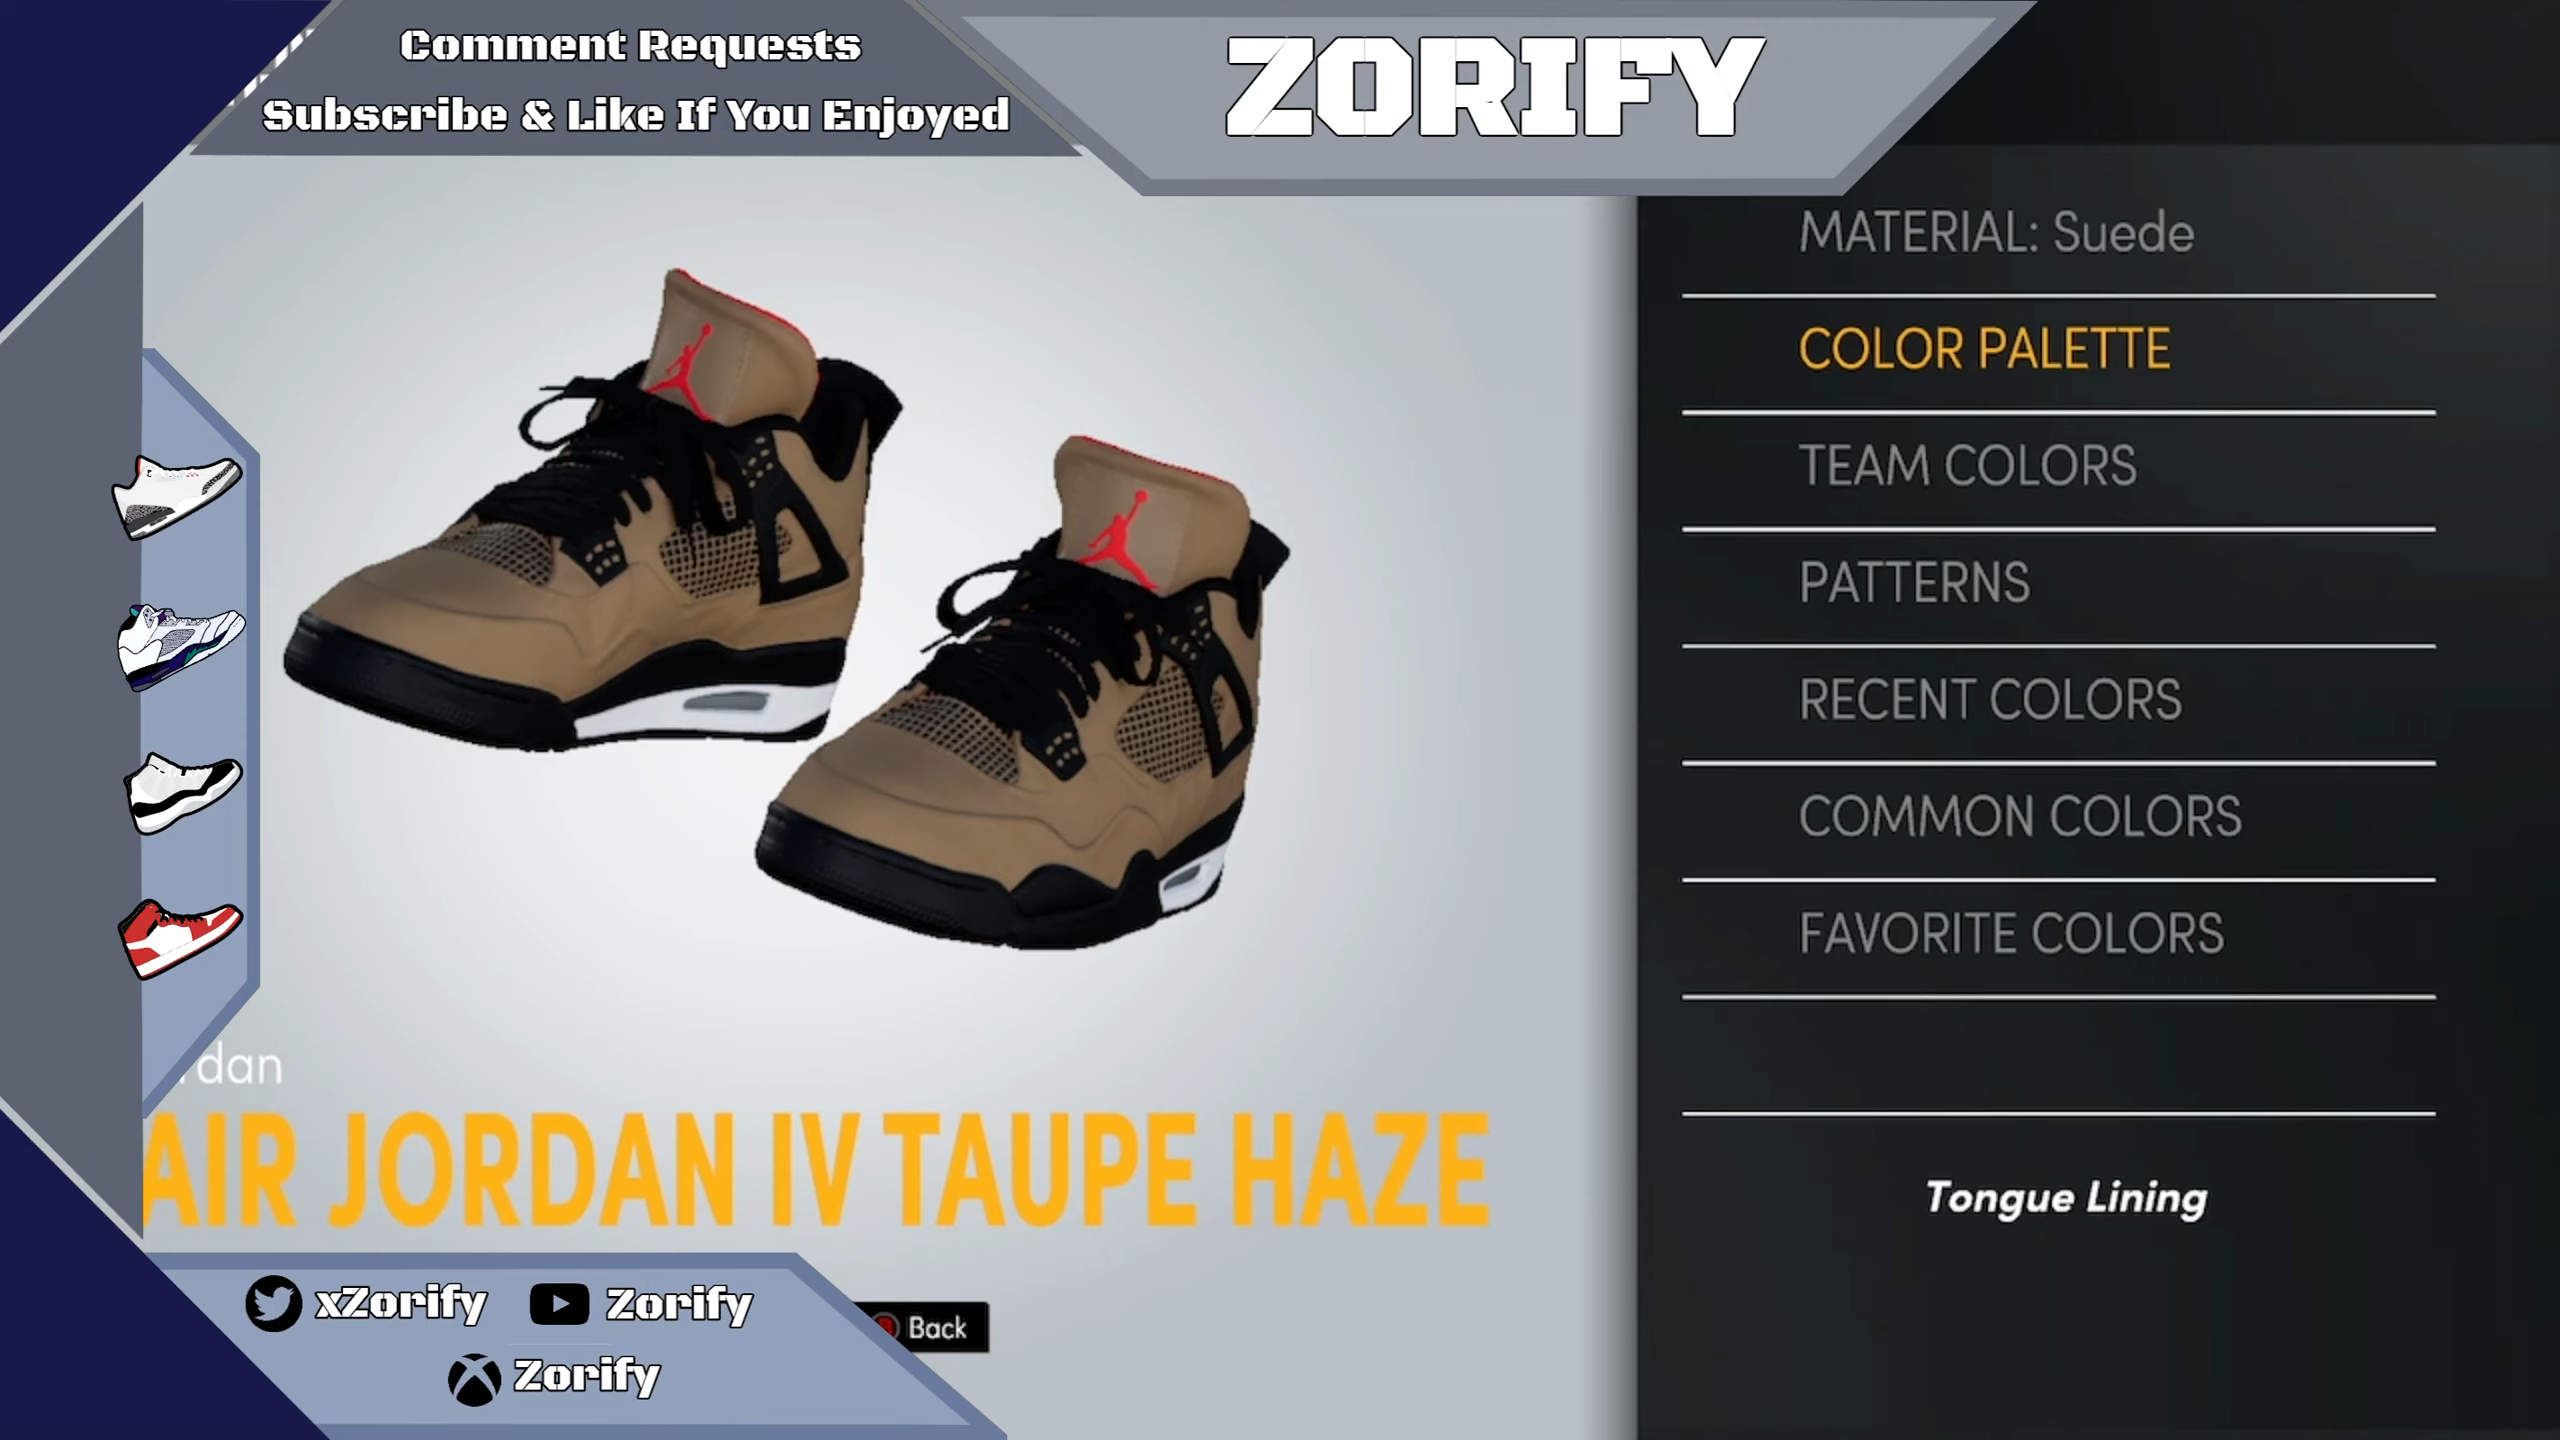 Comment Requests
Subscribe & Like If You Enjoyed
ZORIFY
MATERIAL: Suede
COLOR PALETTE
TEAM COLORS
PATTERNS
RECENT COLORS
COMMON COLORS
FAVORITE COLORS
Tongue Lining
rdan
AIR JORDAN IV TAUPE HAZE
xZorify
Zorify
Zorify
B Back